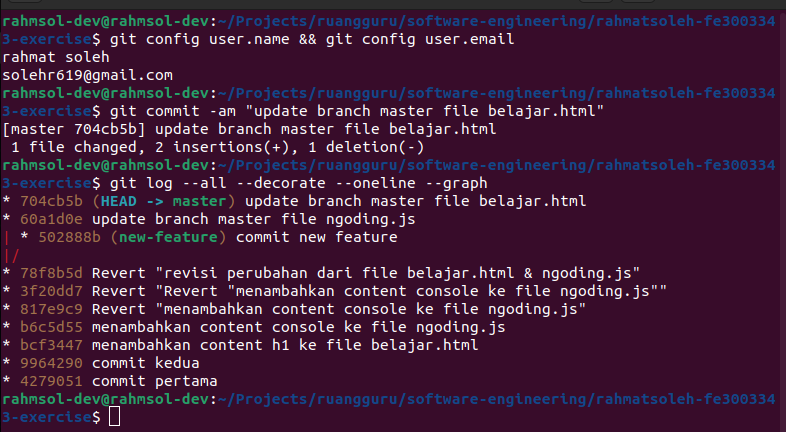 rahmsol-dev@rahmsol-dev:~/Projects/ruangguru/software-engineering/rahmatsoleh-fe300334
3-exercise$ git config user.name && git config user.email
rahmat soleh
solehr619@gmail.com
rahmsol-dev@rahmsol-dev:~/Projects/ruangguru/software-engineering/rahmatsoleh-fe300334
3-exercise$ git commit -am "update branch master file belajar.html"
[master 704cb5b] update branch master file belajar.html
 1 file changed, 2 insertions(+), 1 deletion(-)
rahmsol-dev@rahmsol-dev:~/Projects/ruangguru/software-engineering/rahmatsoleh-fe300334
3-exercise$ git log --all --decorate --oneline --graph
* 704cb5b (HEAD -> master) update branch master file belajar.html
* 60a1d0e update branch master file ngoding.js
| * 502888b (new-feature) commit new feature
|/
* 78f8b5d Revert "revisi perubahan dari file belajar.html & ngoding.js"
* 3f20dd7 Revert "Revert "menambahkan content console ke file ngoding.js""
* 817e9c9 Revert "menambahkan content console ke file ngoding.js"
* b6c5d55 menambahkan content console ke file ngoding.js
* bcf3447 menambahkan content h1 ke file belajar.html
* 9964290 commit kedua
* 4279051 commit pertama
rahmsol-dev@rahmsol-dev:~/Projects/ruangguru/software-engineering/rahmatsoleh-fe300334
3-exercise$